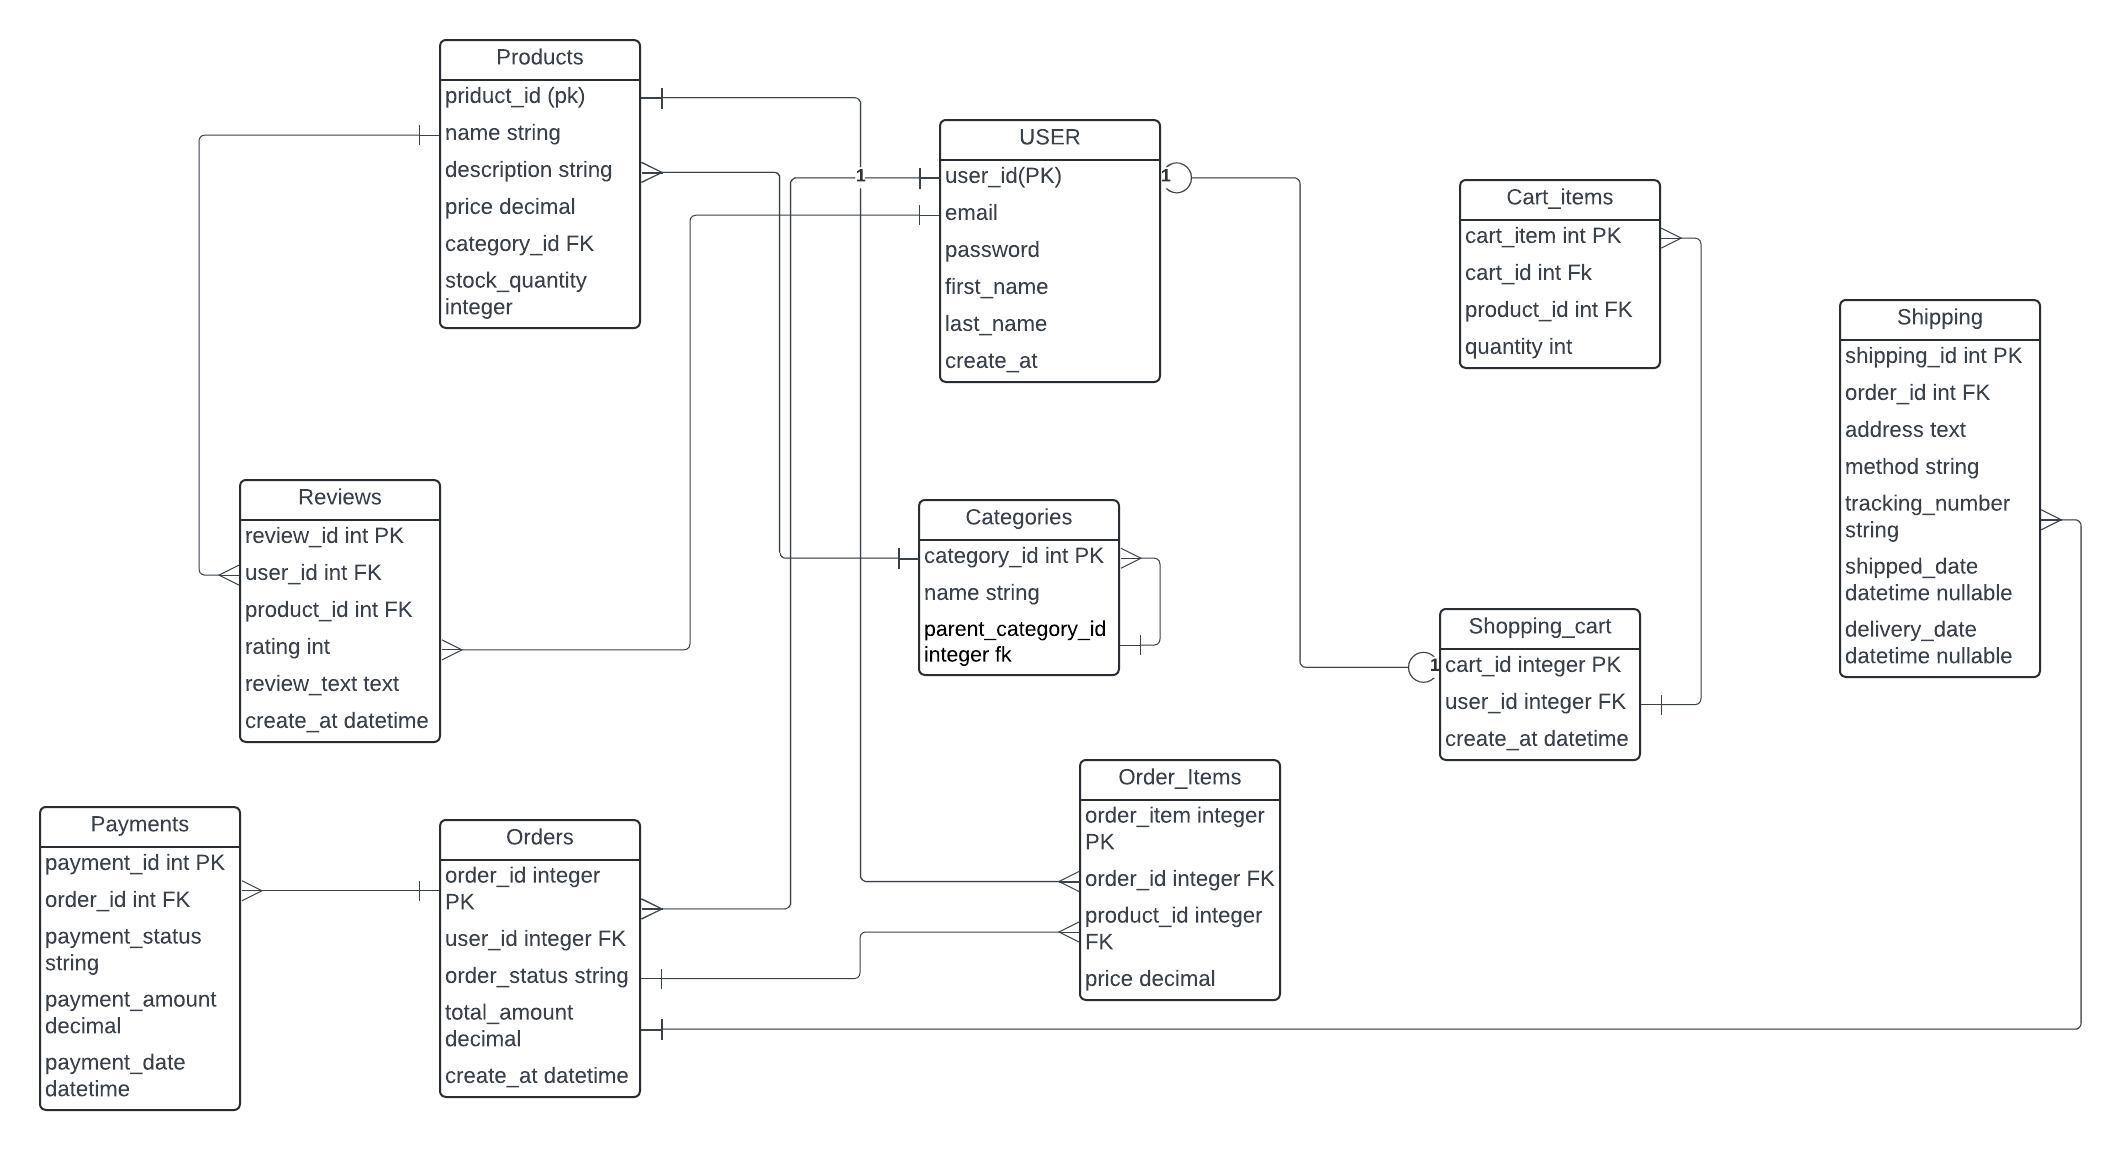 Products
priduct_id (pk)
name string
description string
price decimal
category_id FK
stock_quantity
integer
1
USER
user_id(PK)
email
password
first_name
last_name
create_at
1
Cart_items
cart_item int PK
cart_id int Fk
product_id int FK
quantity int
Shipping
shipping_id int PK
order_id int FK
address text
method string
tracking_number
string
shipped_date
datetime nullable
delivery_date
datetime nullable
Reviews
review_id int PK
user_id int FK
product_id int FK
rating int
review_text text
create_at datetime
Categories
category_id int PK
name string
parent_category_id
integer fk
1
Shopping_cart
cart_id integer PK
user_id integer FK
create_at datetime
Payments
payment_id int PK
order_id int FK
payment_status
string
payment_amount
decimal
payment_date
datetime
Orders
order_id integer
PK
user_id integer FK
order_status string
total_amount
decimal
create_at datetime
Order_Items
order_item integer
PK
order_id integer FK
product_id integer
FK
price decimal